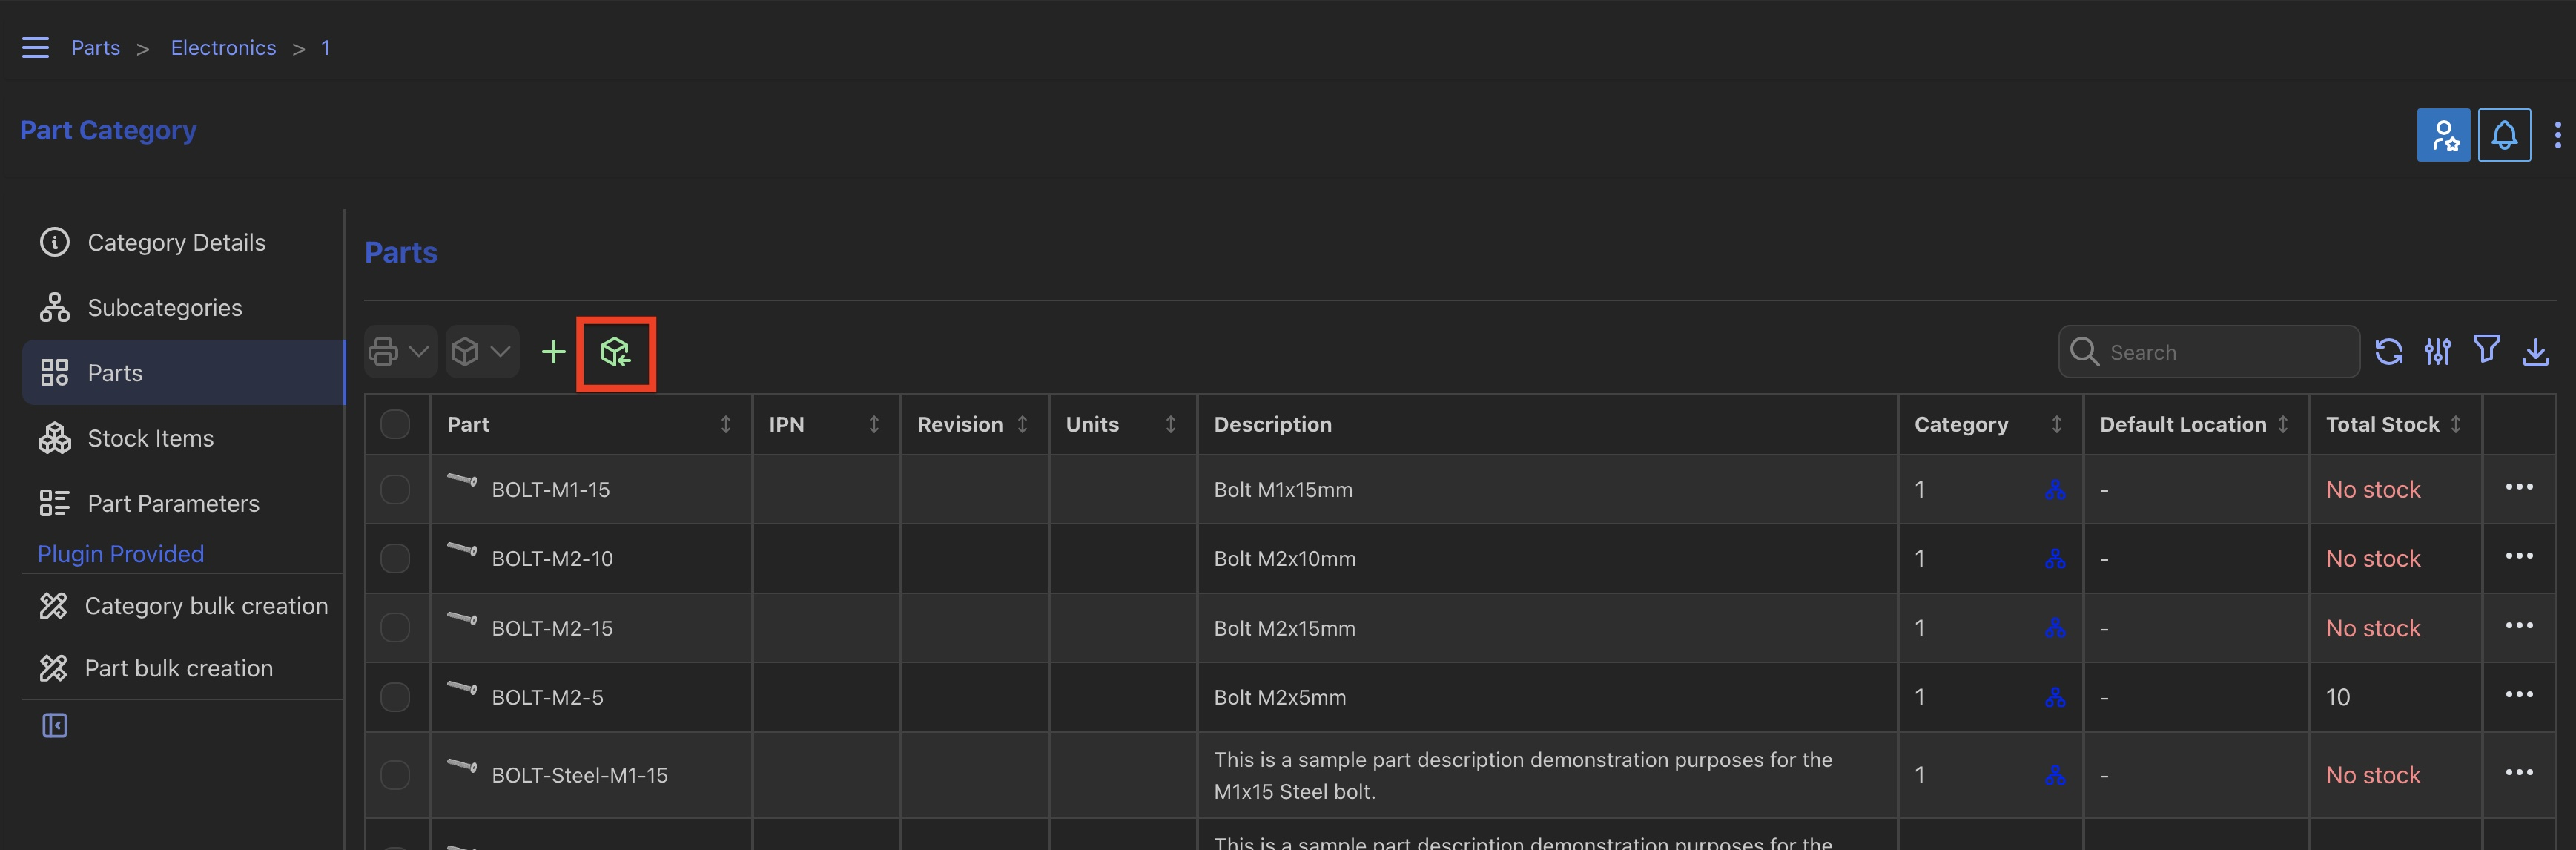 Parts > Electronics > 1
Part Category
Category Details
Subcategories
Parts
Stock Items
Part Parameters
Plugin Provided
Category bulk creation
Part bulk creation
Parts
Search
Part IPN Revision Units Description Category Default Location Total Stock
BOLT-M1-15 Bolt M1x15mm 1 - No stock
BOLT-M2-10 Bolt M2x10mm 1 - No stock
BOLT-M2-15 Bolt M2x15mm 1 - No stock
BOLT-M2-5 Bolt M2x5mm 1 - 10
BOLT-Steel-M1-15 This is a sample part description demonstration purposes for the
M1x15 Steel bolt. 1 - No stock
This is a sample part description demonstration purposes for the